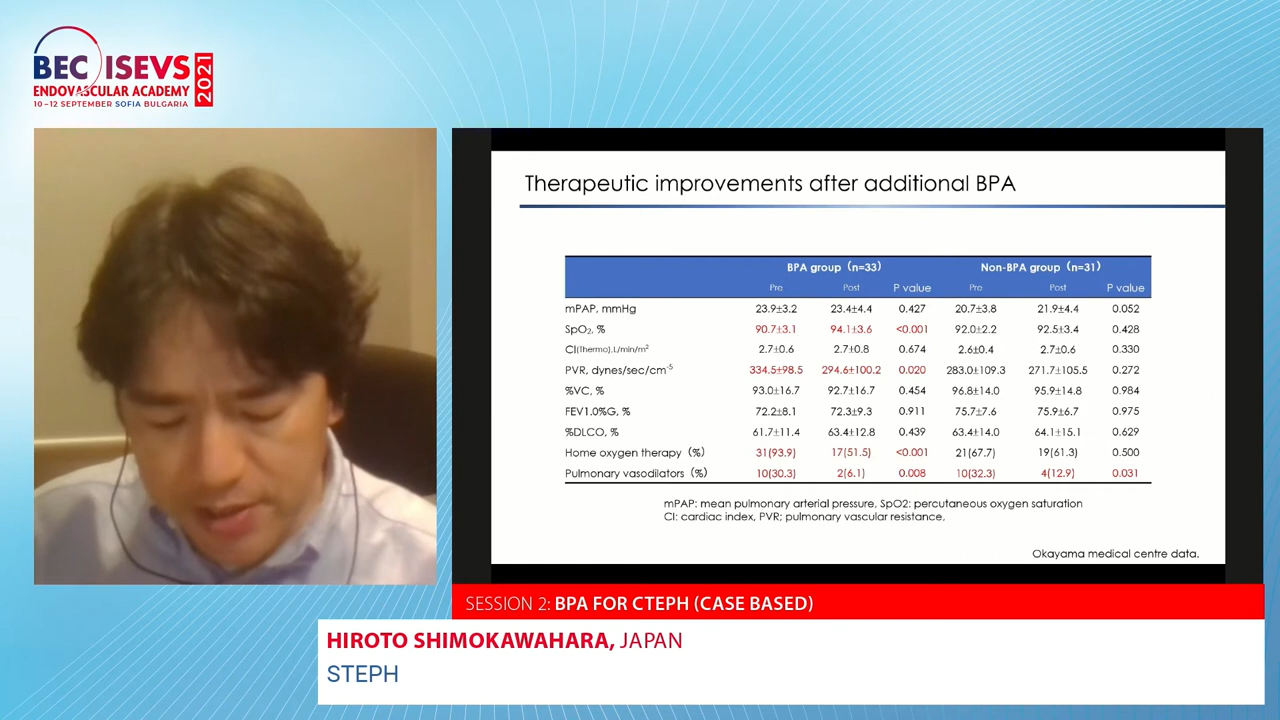 BEC ISEVS 2021
ENDOVASCULAR ACADEMY
10–12 SEPTEMBER SOFIA BULGARIA
Therapeutic improvements after additional BPA
BPA group (n=33) Non-BPA group (n=31)
Pre Post P value Pre Post P value
mPAP, mmHg 23.9±3.2 23.4±4.4 0.427 20.7±3.8 21.9±4.4 0.052
SpO₂, % 90.7±3.1 94.1±3.6 <0.001 92.0±2.2 92.5±3.4 0.428
CI(Thermo),L/min/m² 2.7±0.6 2.7±0.8 0.674 2.6±0.4 2.7±0.6 0.330
PVR, dynes/sec/cm⁻⁵ 334.5±98.5 294.6±100.2 0.020 283.0±109.3 271.7±105.5 0.272
%VC, % 93.0±16.7 92.7±16.7 0.454 96.8±14.0 95.9±14.8 0.984
FEV1.0%G, % 72.2±8.1 72.3±9.3 0.911 75.7±7.6 75.9±6.7 0.975
%DLCO, % 61.7±11.4 63.4±12.8 0.439 63.4±14.0 64.1±15.1 0.629
Home oxygen therapy (%) 31(93.9) 17(51.5) <0.001 21(67.7) 19(61.3) 0.500
Pulmonary vasodilators (%) 10(30.3) 2(6.1) 0.008 10(32.3) 4(12.9) 0.031
mPAP: mean pulmonary arterial pressure, SpO2: percutaneous oxygen saturation
CI: cardiac index, PVR; pulmonary vascular resistance,
Okayama medical centre data.
SESSION 2: BPA FOR CTEPH (CASE BASED)
HIROTO SHIMOKAWAHARA, JAPAN
STEPH